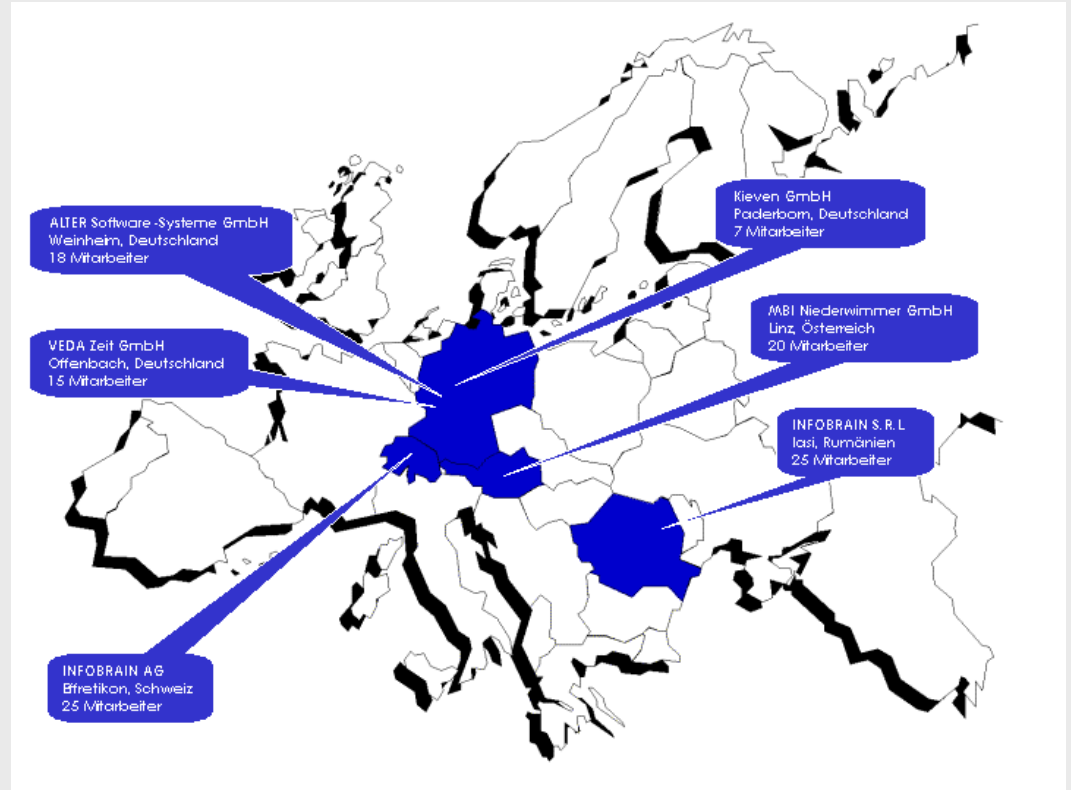 ALTER Software-Systeme GmbH
Weinheim, Deutschland
18 Mitarbeiter
Kieven GmbH
Paderborn, Deutschland
7 Mitarbeiter
VEDA Zeit GmbH
Offenbach, Deutschland
15 Mitarbeiter
MBI Niederwimmer GmbH
Linz, Österreich
20 Mitarbeiter
INFOBRAIN S.R.L
Iasi, Rumänien
25 Mitarbeiter
INFOBRAIN AG
Effretikon, Schweiz
25 Mitarbeiter